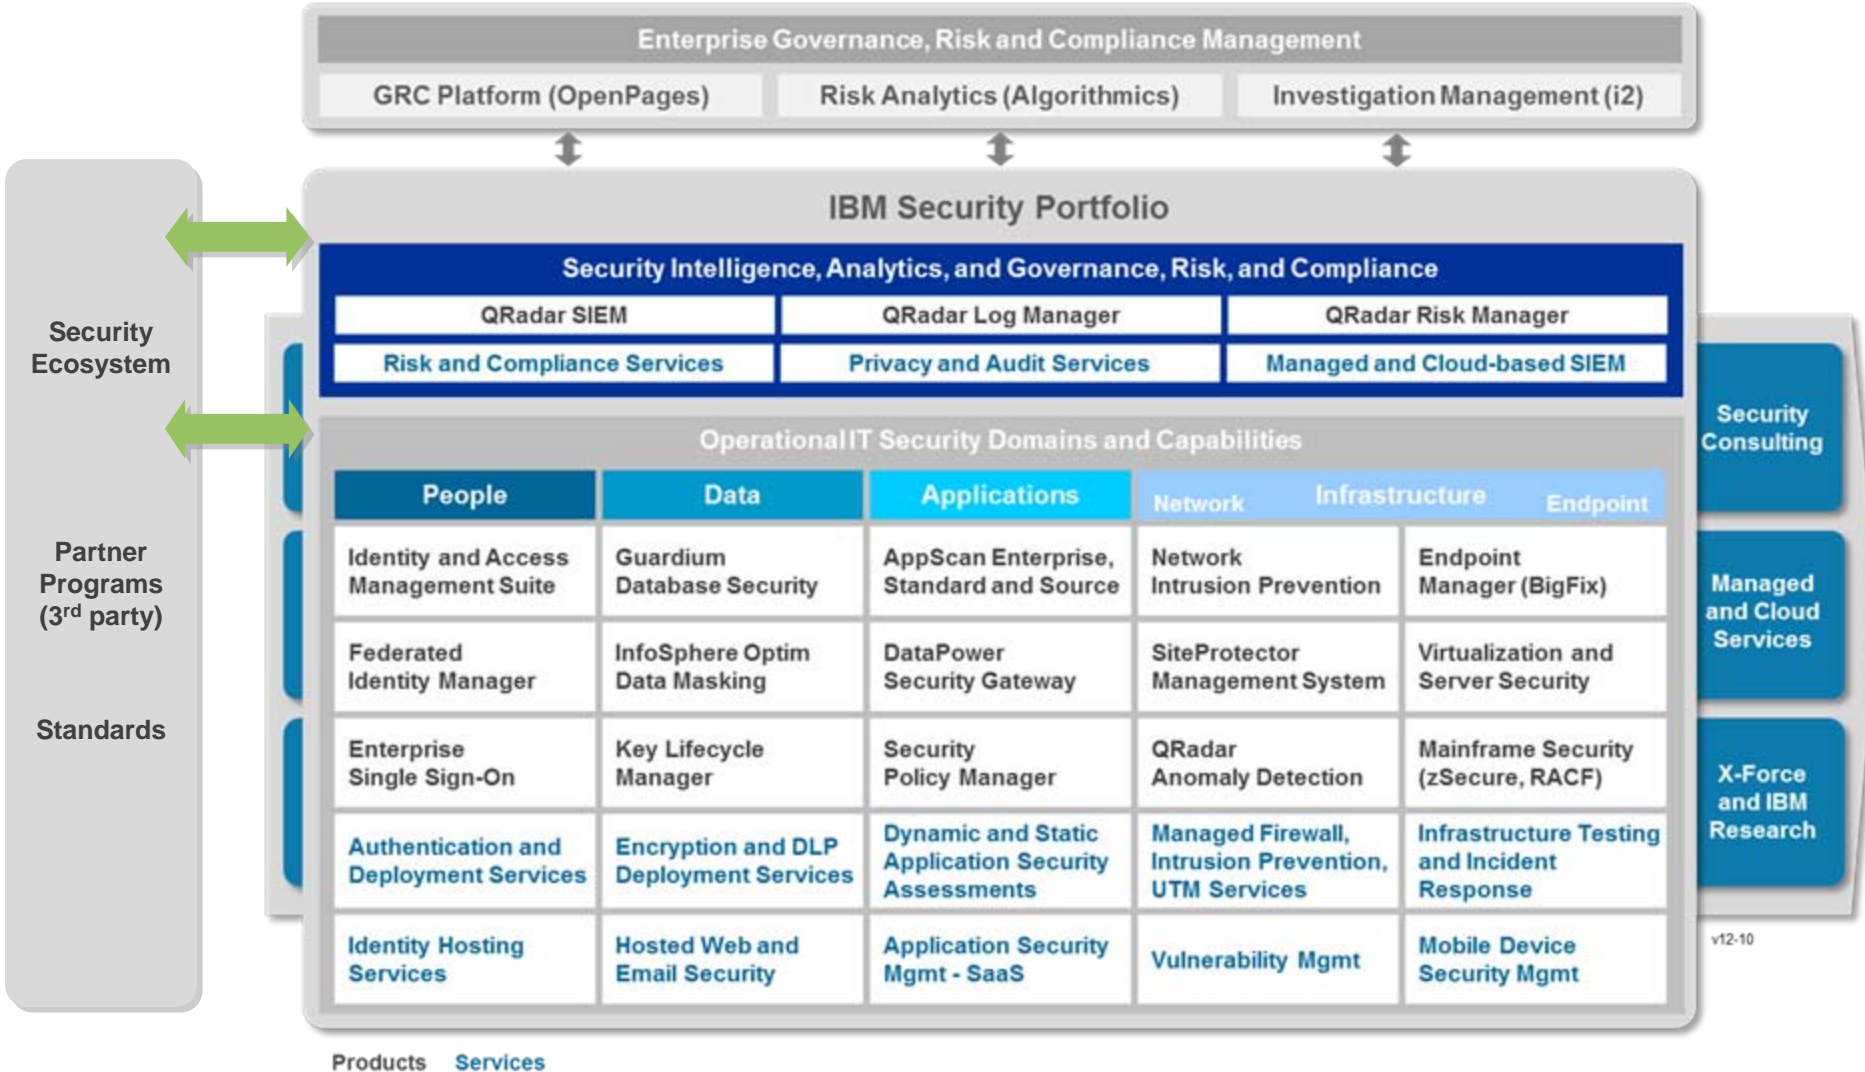 Enterprise Governance, Risk and Compliance Management
GRC Platform (OpenPages)
Risk Analytics (Algorithmics)
Investigation Management (i2)
Security
Ecosystem
Partner
Programs
(3rd party)
Standards
IBM Security Portfolio
Security Intelligence, Analytics, and Governance, Risk, and Compliance
QRadar SIEM
QRadar Log Manager
QRadar Risk Manager
Risk and Compliance Services
Privacy and Audit Services
Managed and Cloud-based SIEM
Operational IT Security Domains and Capabilities
People
Data
Applications
Network
Infrastructure
Endpoint
Identity and Access
Management Suite
Guardium
Database Security
AppScan Enterprise,
Standard and Source
Network
Intrusion Prevention
Endpoint
Manager (BigFix)
Federated
Identity Manager
InfoSphere Optim
Data Masking
DataPower
Security Gateway
SiteProtector
Management System
Virtualization and
Server Security
Enterprise
Single Sign-On
Key Lifecycle
Manager
Security
Policy Manager
QRadar
Anomaly Detection
Mainframe Security
(zSecure, RACF)
Authentication and
Deployment Services
Encryption and DLP
Deployment Services
Dynamic and Static
Application Security
Assessments
Managed Firewall,
Intrusion Prevention,
UTM Services
Infrastructure Testing
and Incident
Response
Identity Hosting
Services
Hosted Web and
Email Security
Application Security
Mgmt - SaaS
Vulnerability Mgmt
Mobile Device
Security Mgmt
Security
Consulting
Managed
and Cloud
Services
X-Force
and IBM
Research
v12-10
Products Services